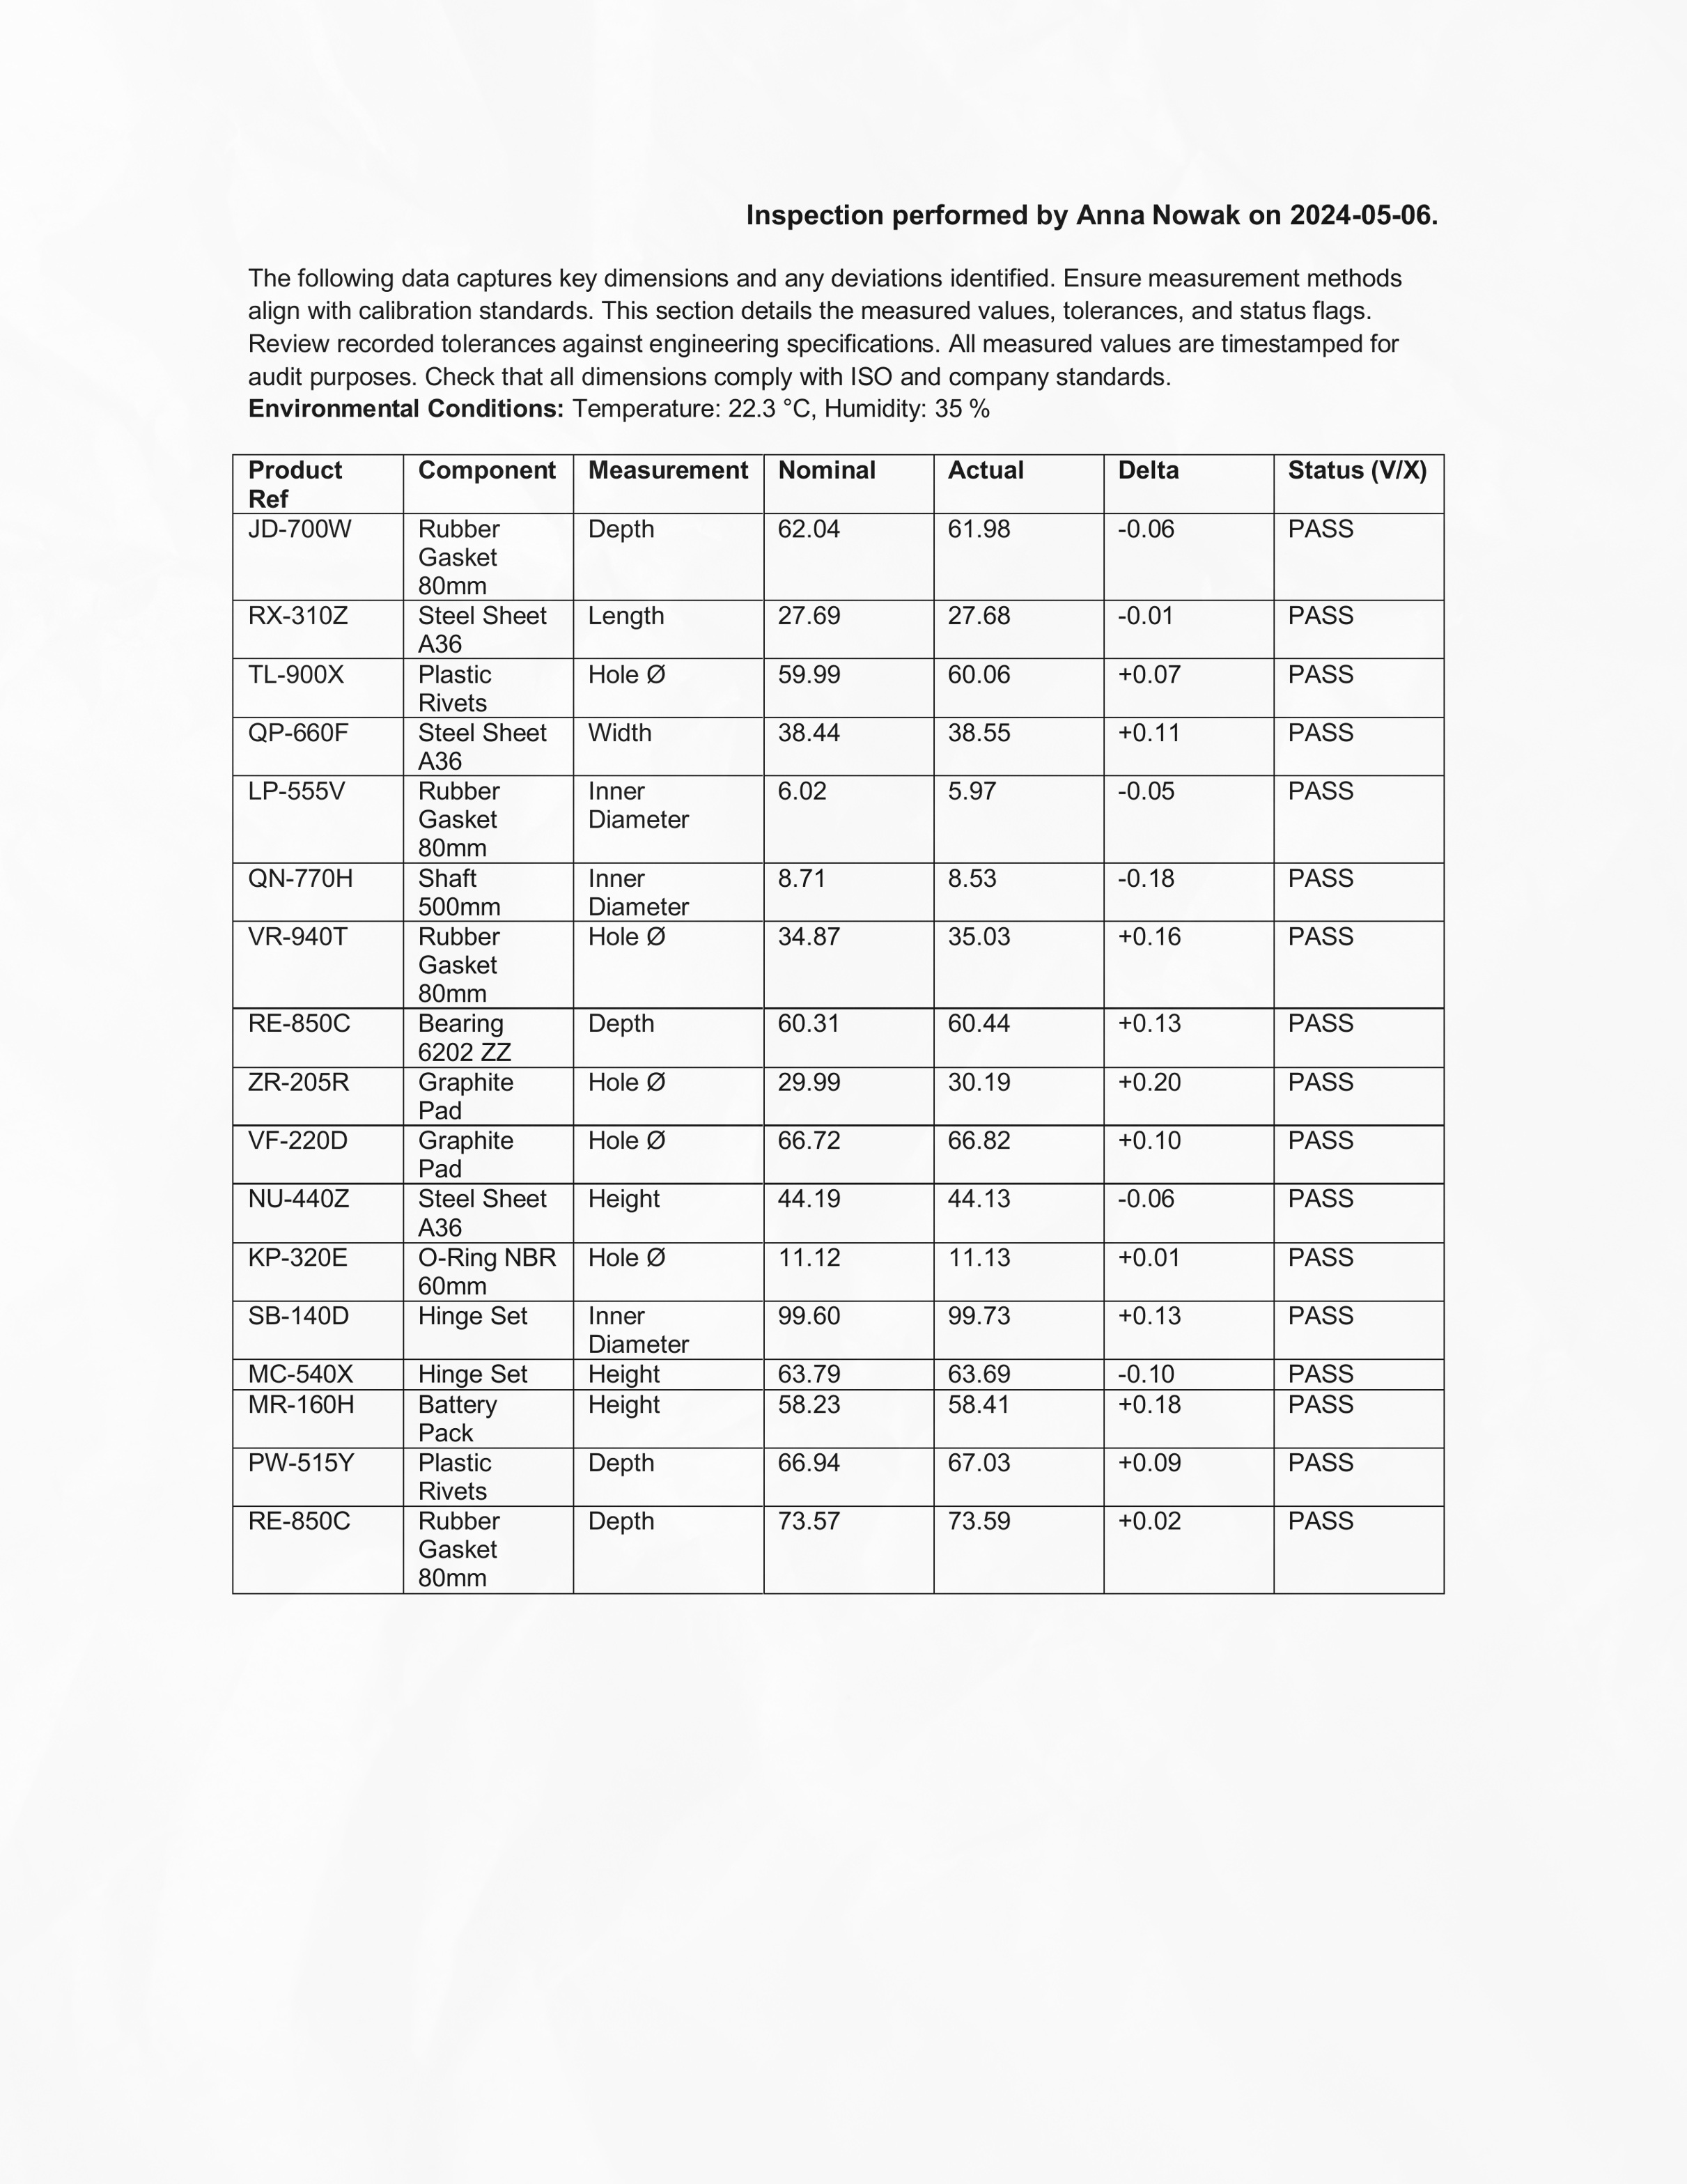 Inspection performed by Anna Nowak on 2024-05-06.
The following data captures key dimensions and any deviations identified. Ensure measurement methods
align with calibration standards. This section details the measured values, tolerances, and status flags.
Review recorded tolerances against engineering specifications. All measured values are timestamped for
audit purposes. Check that all dimensions comply with ISO and company standards.
Environmental Conditions: Temperature: 22.3 °C, Humidity: 35 %
Product Component Measurement Nominal Actual Delta Status (V/X)
Ref
JD-700W Rubber Depth 62.04 61.98 -0.06 PASS
Gasket
80mm
RX-310Z Steel Sheet Length 27.69 27.68 -0.01 PASS
A36
TL-900X Plastic Hole Ø 59.99 60.06 +0.07 PASS
Rivets
QP-660F Steel Sheet Width 38.44 38.55 +0.11 PASS
A36
LP-555V Rubber Inner 6.02 5.97 -0.05 PASS
Gasket Diameter
80mm
QN-770H Shaft Inner 8.71 8.53 -0.18 PASS
500mm Diameter
VR-940T Rubber Hole Ø 34.87 35.03 +0.16 PASS
Gasket
80mm
RE-850C Bearing Depth 60.31 60.44 +0.13 PASS
6202 ZZ
ZR-205R Graphite Hole Ø 29.99 30.19 +0.20 PASS
Pad
VF-220D Graphite Hole Ø 66.72 66.82 +0.10 PASS
Pad
NU-440Z Steel Sheet Height 44.19 44.13 -0.06 PASS
A36
KP-320E O-Ring NBR Hole Ø 11.12 11.13 +0.01 PASS
60mm
SB-140D Hinge Set Inner 99.60 99.73 +0.13 PASS
Diameter
MC-540X Hinge Set Height 63.79 63.69 -0.10 PASS
MR-160H Battery Height 58.23 58.41 +0.18 PASS
Pack
PW-515Y Plastic Depth 66.94 67.03 +0.09 PASS
Rivets
RE-850C Rubber Depth 73.57 73.59 +0.02 PASS
Gasket
80mm